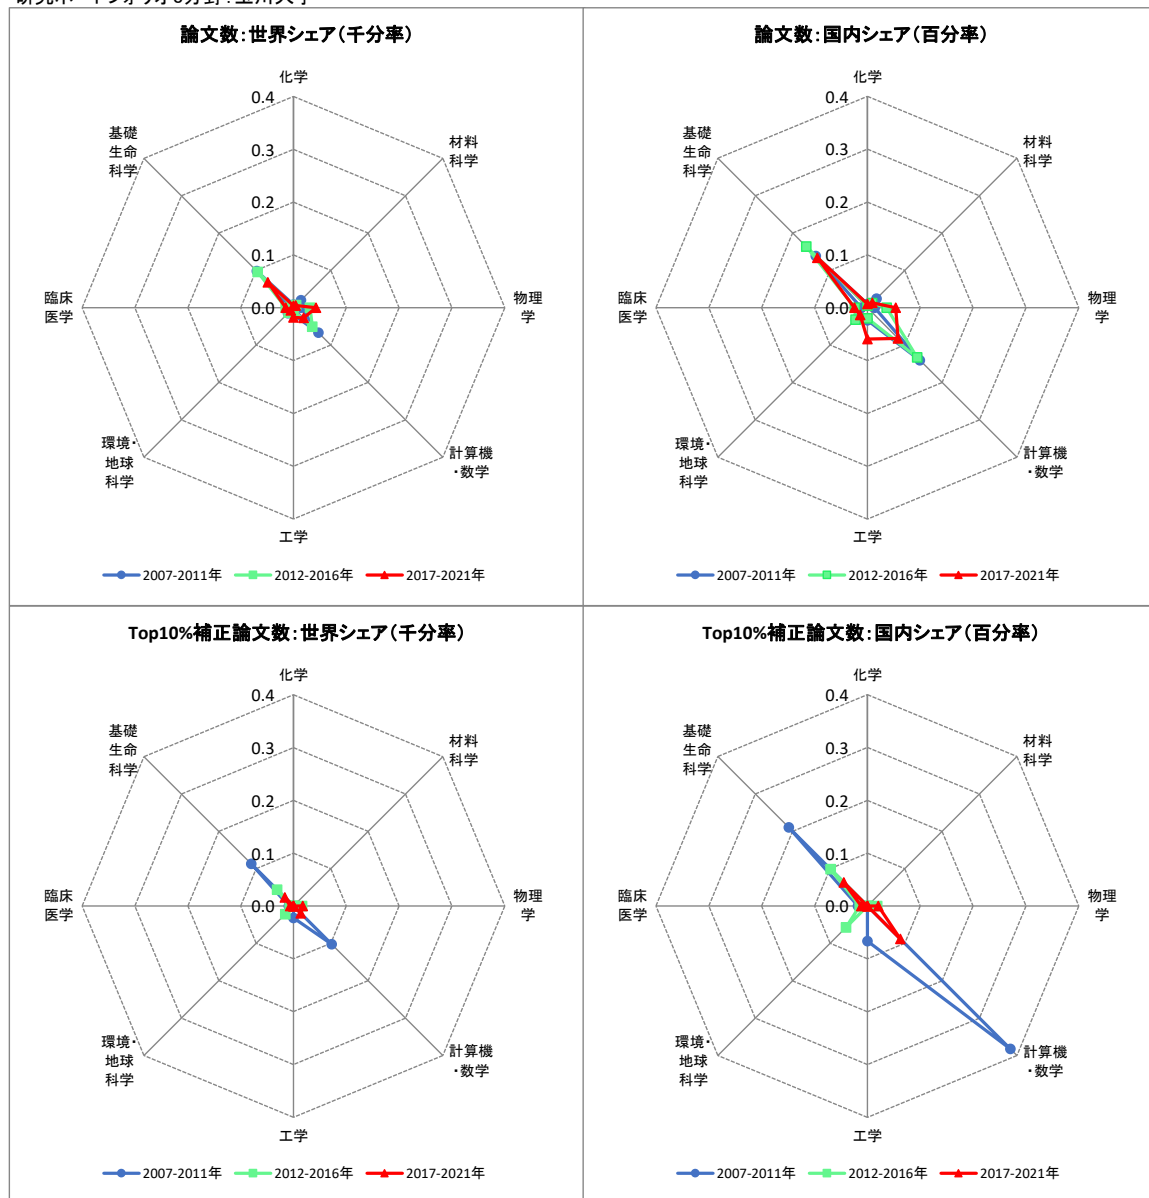 論文数：世界シェア（千分率）
化学
0.4
0.3
0.2
0.1
0.0
材料
科学
物理
学
計算機
・数学
工学
環境・
地球
科学
臨床
医学
基礎
生命
科学
2007-2011年
2012-2016年
2017-2021年
論文数：国内シェア（百分率）
化学
0.4
0.3
0.2
0.1
0.0
材料
科学
物理
学
計算機
・数学
工学
環境・
地球
科学
臨床
医学
基礎
生命
科学
2007-2011年
2012-2016年
2017-2021年
Top10%補正論文数：世界シェア（千分率）
化学
0.4
0.3
0.2
0.1
0.0
材料
科学
物理
学
計算機
・数学
工学
環境・
地球
科学
臨床
医学
基礎
生命
科学
2007-2011年
2012-2016年
2017-2021年
Top10%補正論文数：国内シェア（百分率）
化学
0.4
0.3
0.2
0.1
0.0
材料
科学
物理
学
計算機
・数学
工学
環境・
地球
科学
臨床
医学
基礎
生命
科学
2007-2011年
2012-2016年
2017-2021年